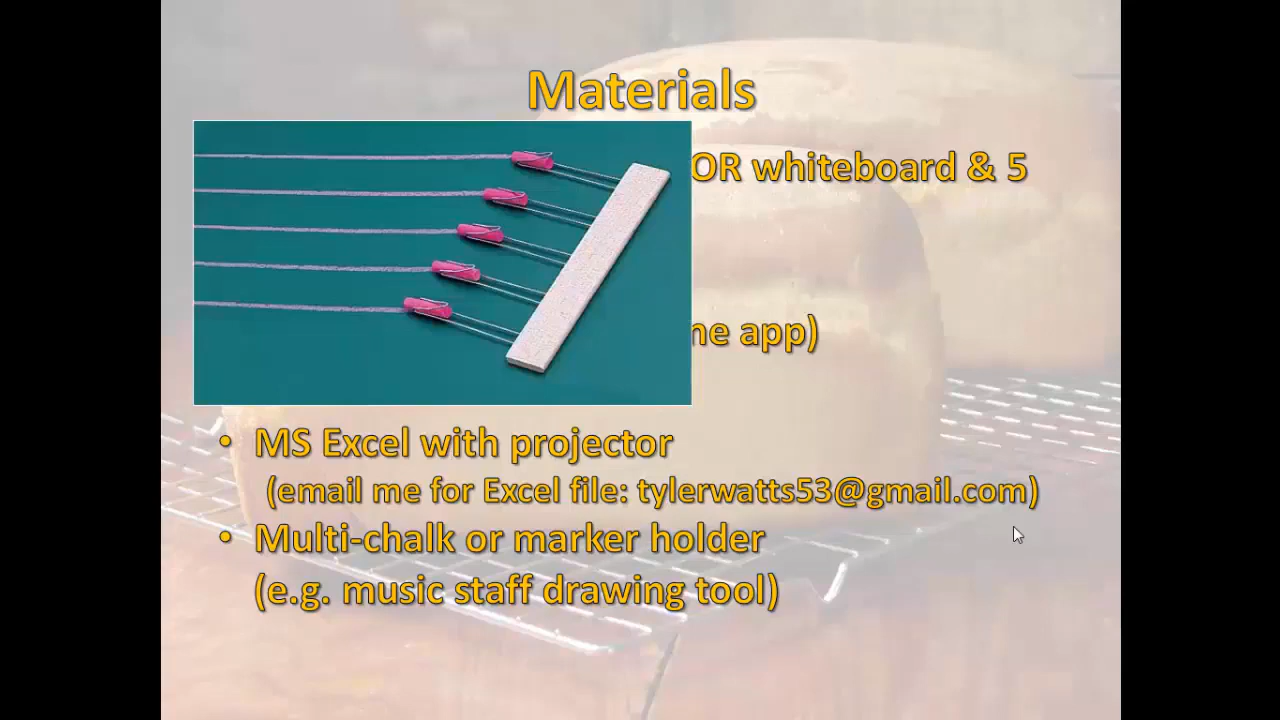 Materials
OR whiteboard & 5
app)
• MS Excel with projector
(email me for Excel file: tylerwatts53@gmail.com)
• Multi-chalk or marker holder
(e.g. music staff drawing tool)